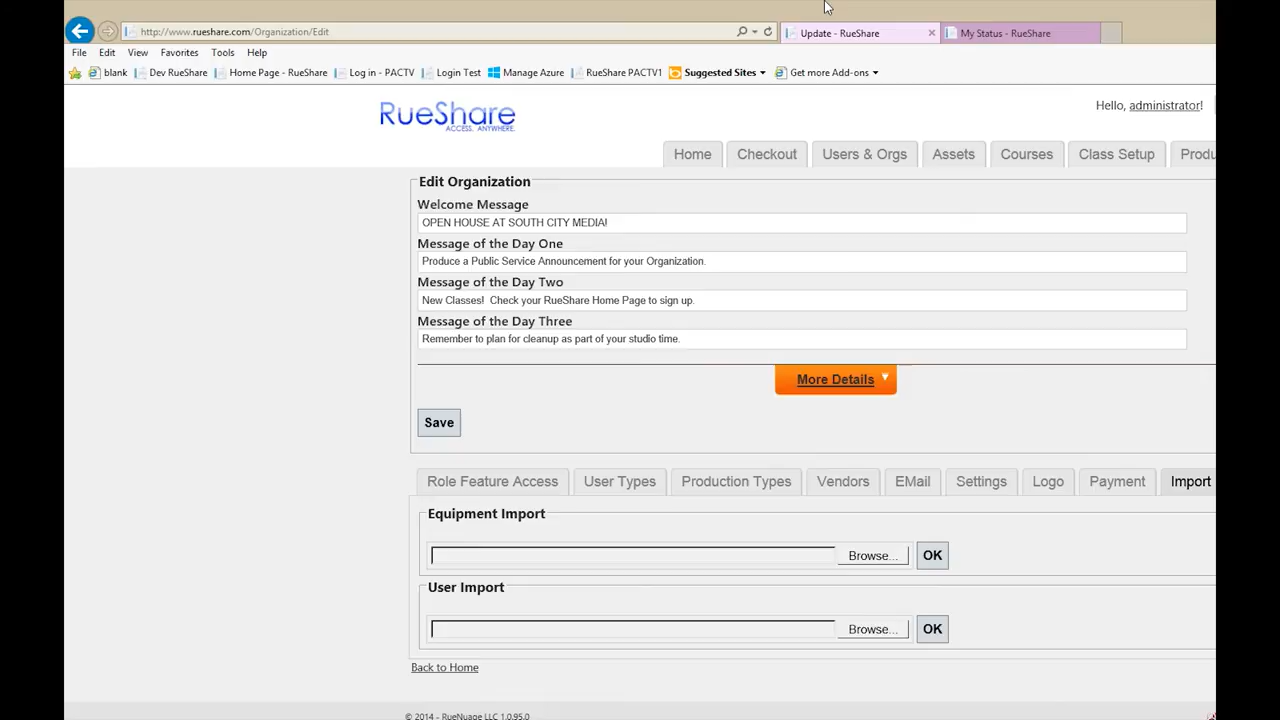 http://www.rueshare.com/Organization/Edit
Update - RueShare
My Status - RueShare
File Edit View Favorites Tools Help
blank Dev RueShare Home Page - RueShare Log in - PACTV Login Test Manage Azure RueShare PACTV1 Suggested Sites Get more Add-ons
RueShare
ACCESS. ANYWHERE.
Hello, administrator!
Home Checkout Users & Orgs Assets Courses Class Setup Produ
Edit Organization
Welcome Message
OPEN HOUSE AT SOUTH CITY MEDIA!
Message of the Day One
Produce a Public Service Announcement for your Organization.
Message of the Day Two
New Classes! Check your RueShare Home Page to sign up.
Message of the Day Three
Remember to plan for cleanup as part of your studio time.
More Details
Save
Role Feature Access User Types Production Types Vendors EMail Settings Logo Payment Import
Equipment Import
Browse... OK
User Import
Browse... OK
Back to Home
© 2014 - RueNuage LLC 1.0.95.0